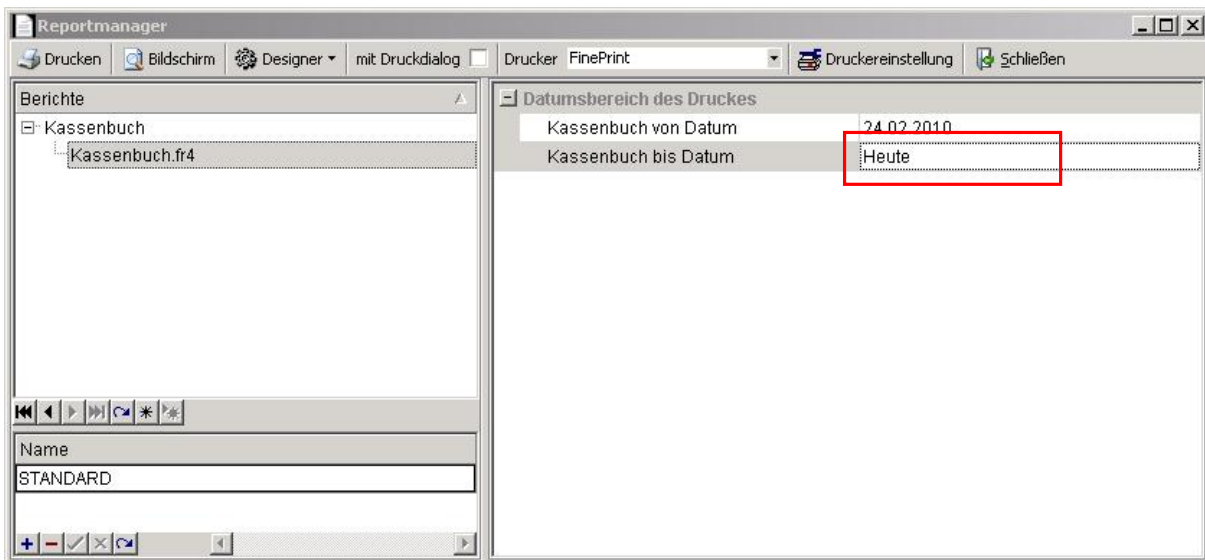 Reportmanager
Drucken Bildschirm Designer mit Druckdialog Drucker FinePrint Druckereinstellung Schließen
Berichte
Kassenbuch
Kassenbuch.fr4
Name
STANDARD
Datumsbereich des Druckes
Kassenbuch von Datum 24.02.2010
Kassenbuch bis Datum Heute